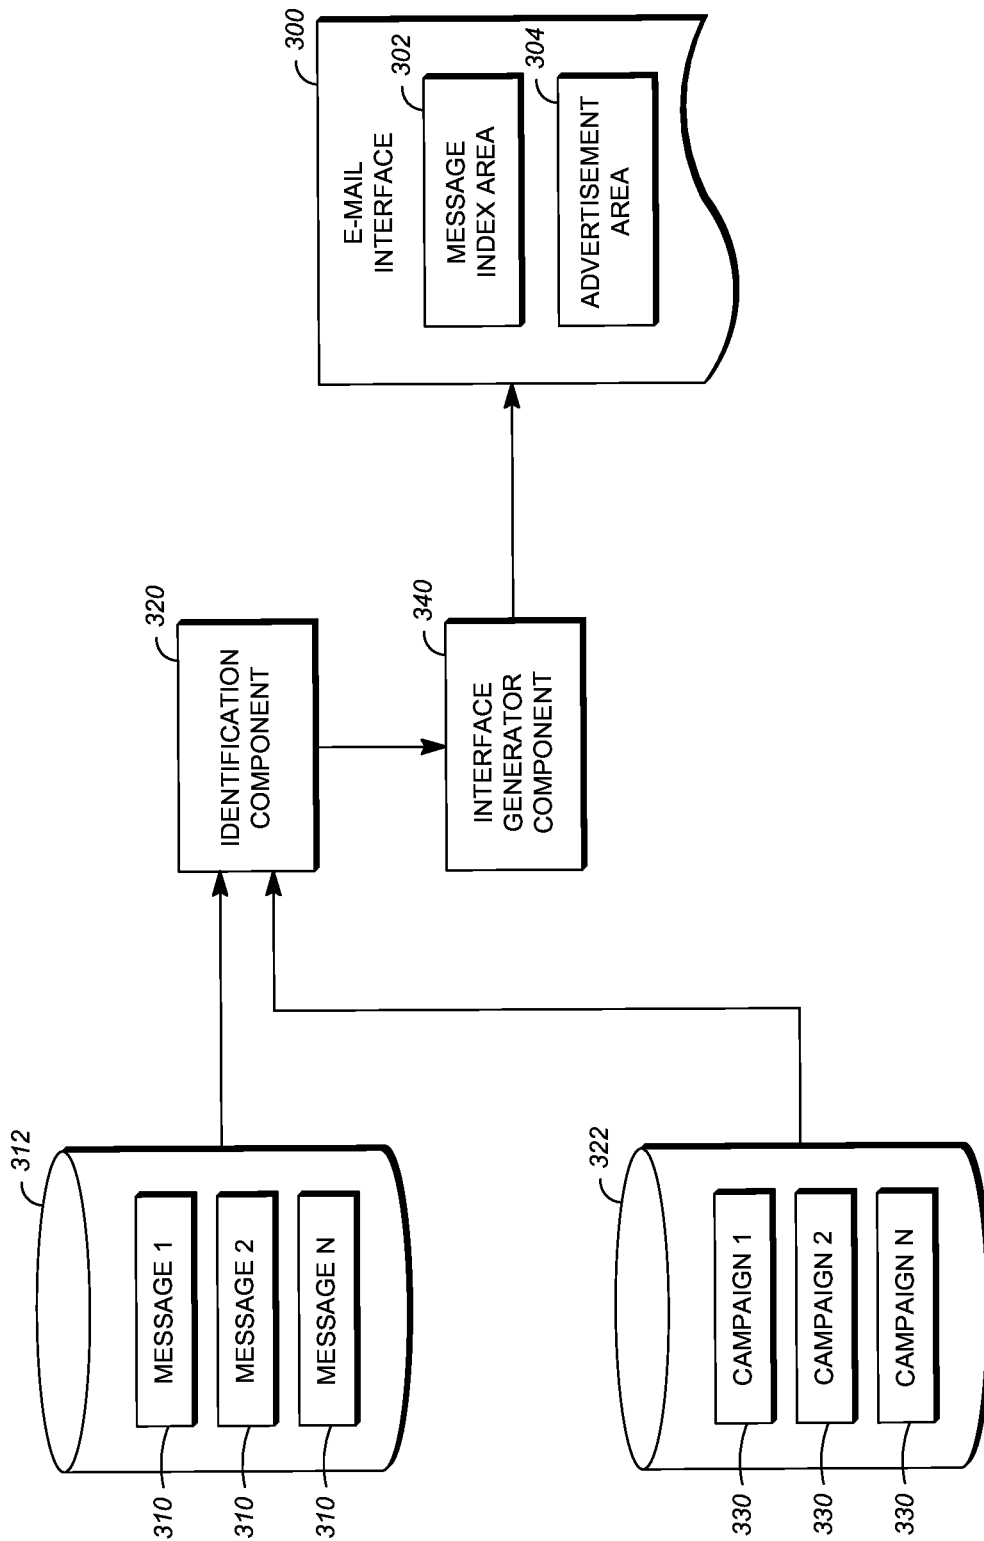 312
MESSAGE 1
MESSAGE 2
MESSAGE N
310
310
310
322
CAMPAIGN 1
CAMPAIGN 2
CAMPAIGN N
330
330
330
320
IDENTIFICATION
COMPONENT
340
INTERFACE
GENERATOR
COMPONENT
300
E-MAIL
INTERFACE
302
MESSAGE
INDEX AREA
304
ADVERTISEMENT
AREA